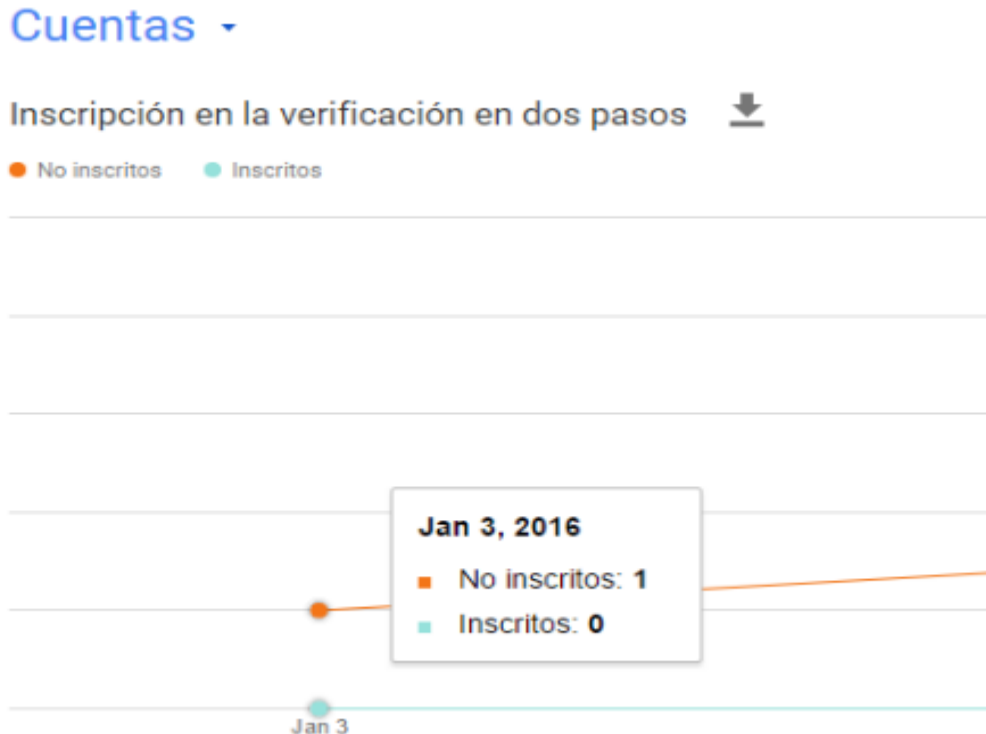 Cuentas
Inscripción en la verificación en dos pasos
No inscritos Inscritos
Jan 3, 2016
No inscritos: 1
Inscritos: 0
Jan 3